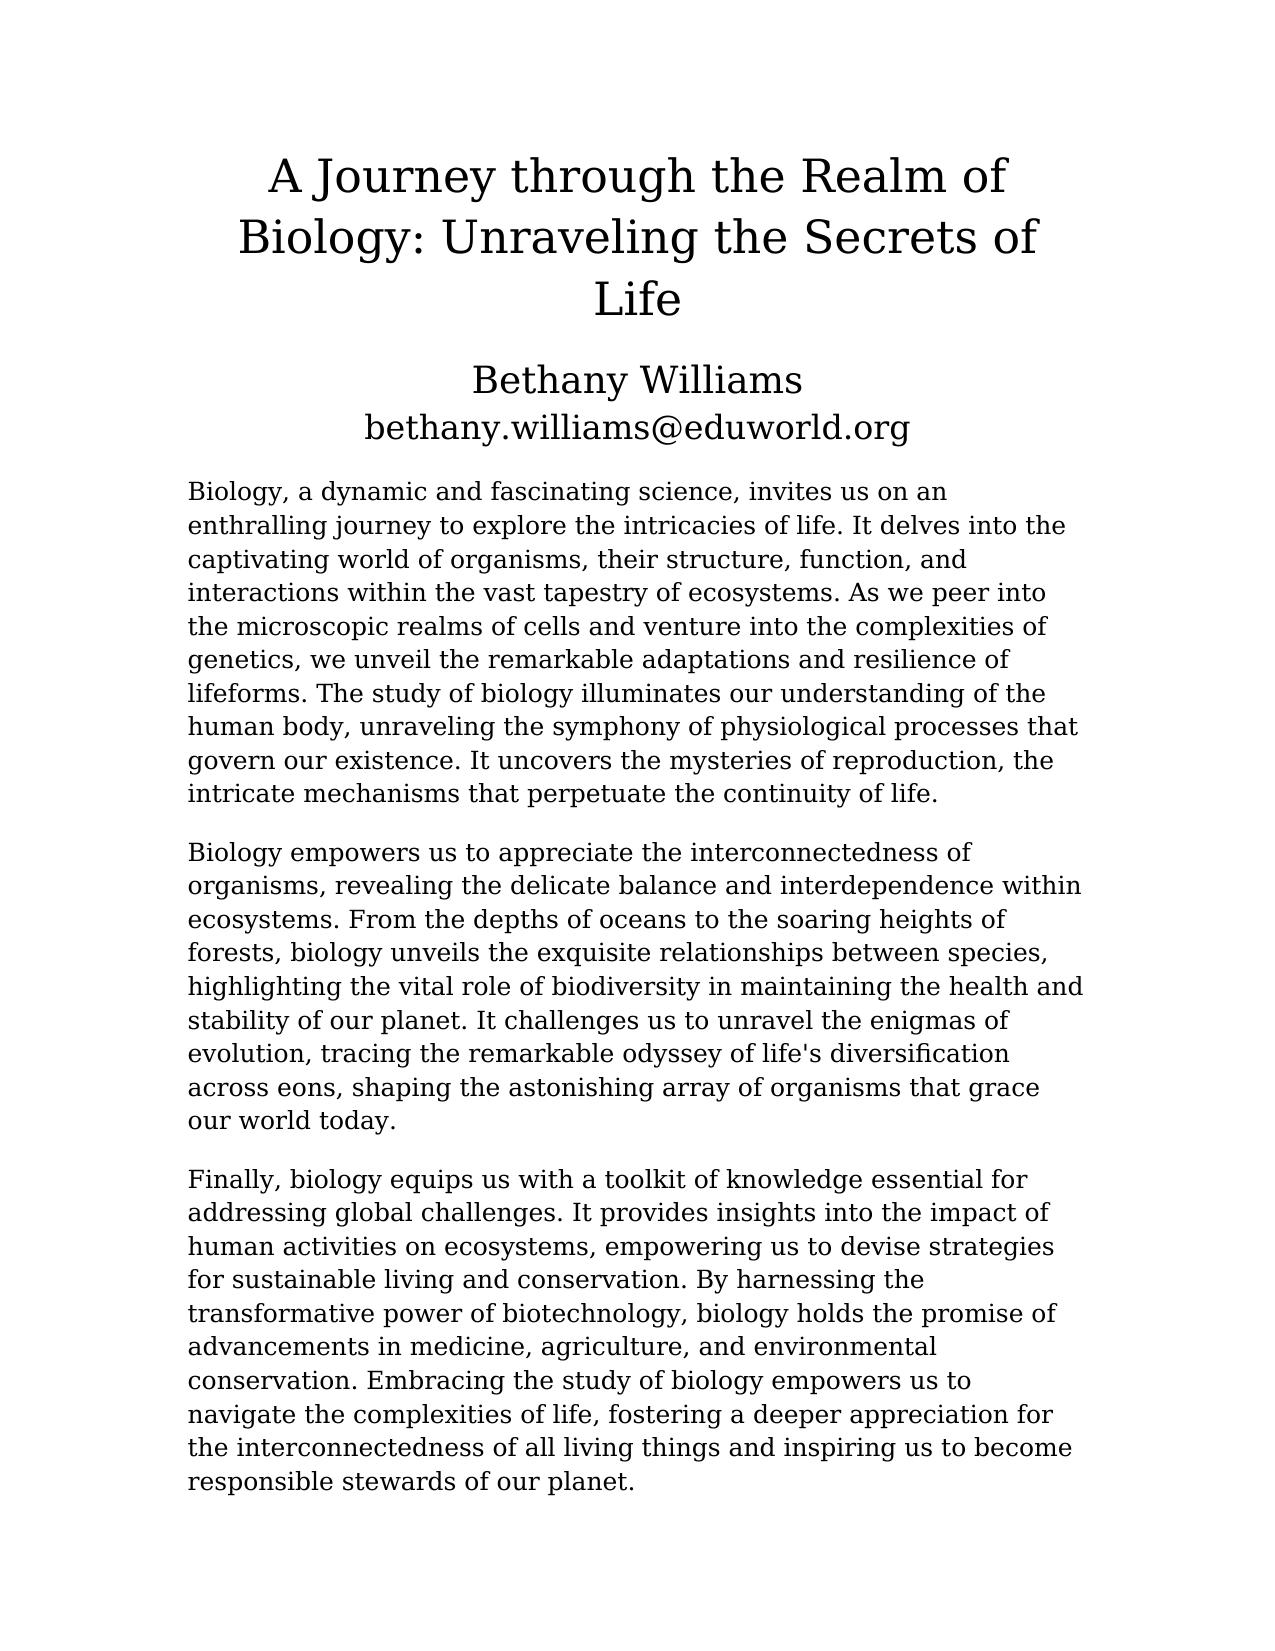 A Journey through the Realm of
Biology: Unraveling the Secrets of
Life
Bethany Williams
bethany.williams@eduworld.org
Biology, a dynamic and fascinating science, invites us on an
enthralling journey to explore the intricacies of life. It delves into the
captivating world of organisms, their structure, function, and
interactions within the vast tapestry of ecosystems. As we peer into
the microscopic realms of cells and venture into the complexities of
genetics, we unveil the remarkable adaptations and resilience of
lifeforms. The study of biology illuminates our understanding of the
human body, unraveling the symphony of physiological processes that
govern our existence. It uncovers the mysteries of reproduction, the
intricate mechanisms that perpetuate the continuity of life.
Biology empowers us to appreciate the interconnectedness of
organisms, revealing the delicate balance and interdependence within
ecosystems. From the depths of oceans to the soaring heights of
forests, biology unveils the exquisite relationships between species,
highlighting the vital role of biodiversity in maintaining the health and
stability of our planet. It challenges us to unravel the enigmas of
evolution, tracing the remarkable odyssey of life's diversification
across eons, shaping the astonishing array of organisms that grace
our world today.
Finally, biology equips us with a toolkit of knowledge essential for
addressing global challenges. It provides insights into the impact of
human activities on ecosystems, empowering us to devise strategies
for sustainable living and conservation. By harnessing the
transformative power of biotechnology, biology holds the promise of
advancements in medicine, agriculture, and environmental
conservation. Embracing the study of biology empowers us to
navigate the complexities of life, fostering a deeper appreciation for
the interconnectedness of all living things and inspiring us to become
responsible stewards of our planet.